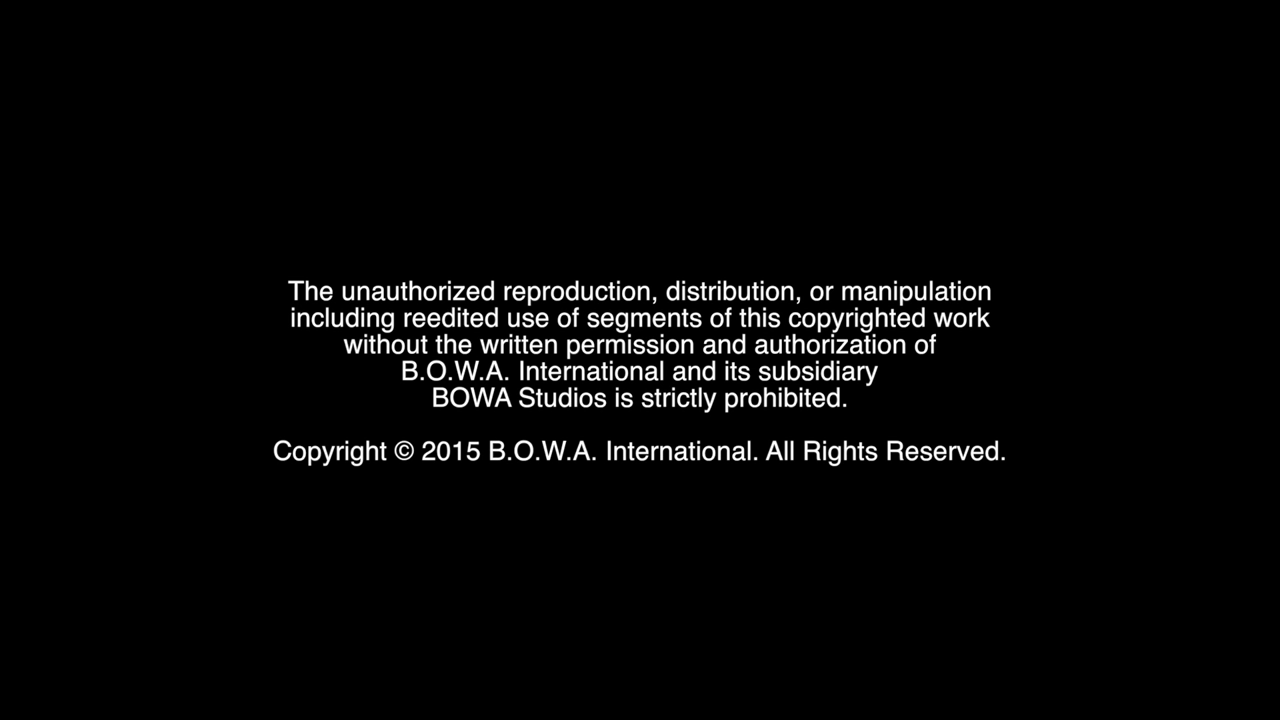 The unauthorized reproduction, distribution, or manipulation
including reedited use of segments of this copyrighted work
without the written permission and authorization of
B.O.W.A. International and its subsidiary
BOWA Studios is strictly prohibited.
Copyright © 2015 B.O.W.A. International. All Rights Reserved.